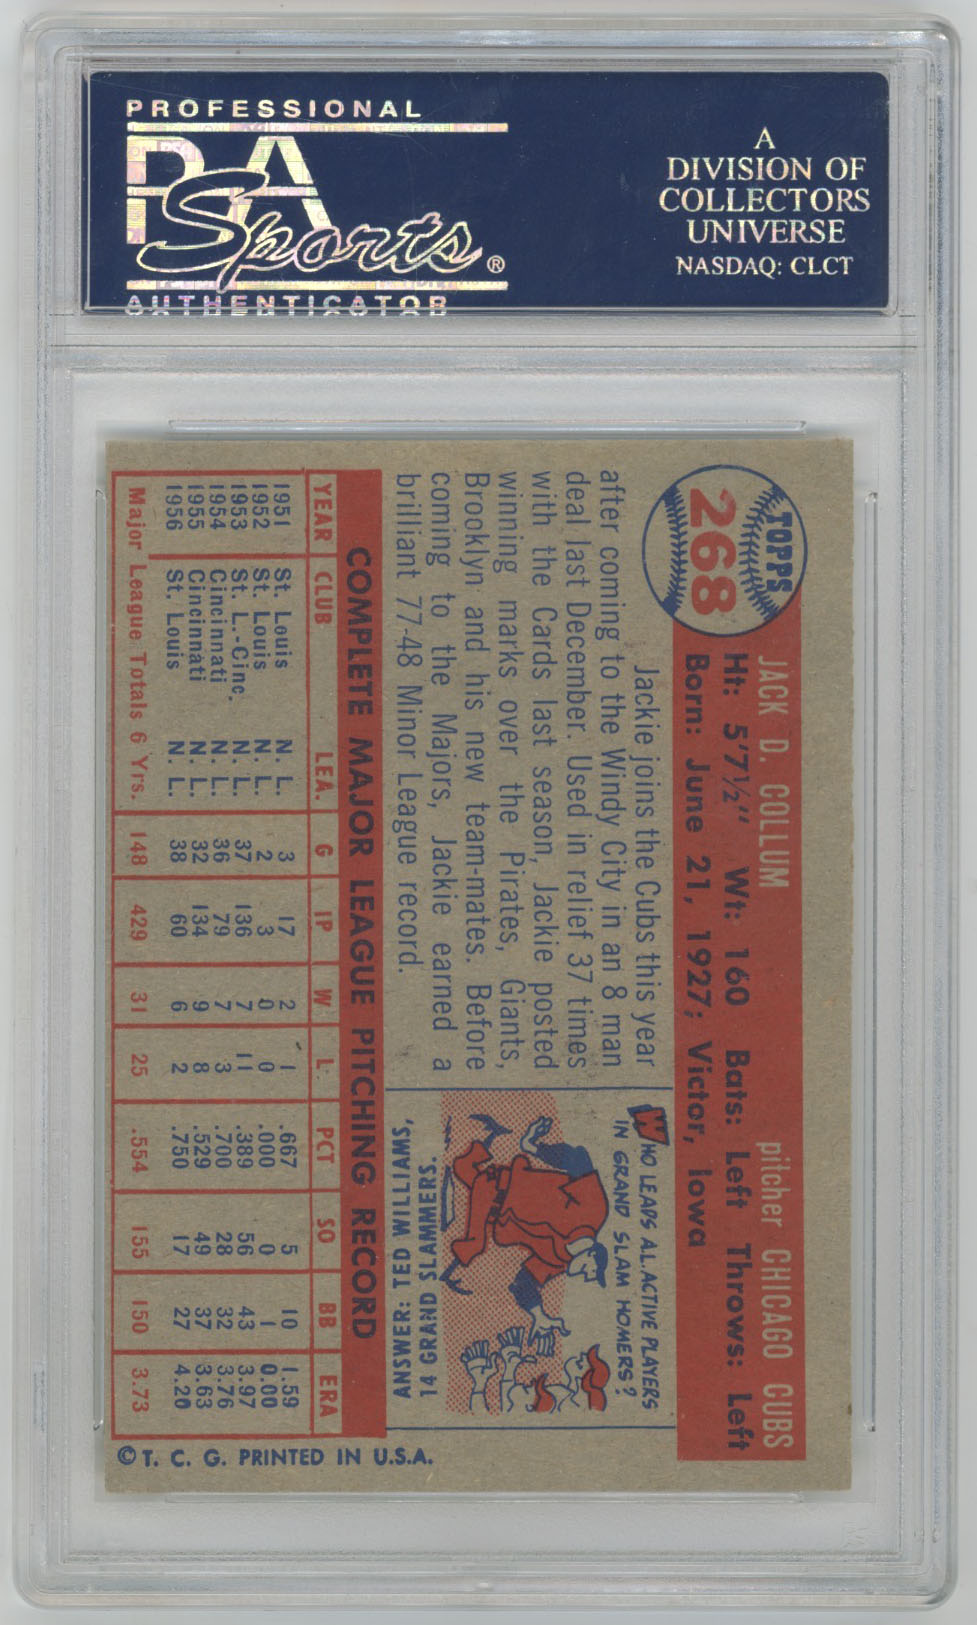 PROFESSIONAL
PSA
Sports®
AUTHENTICATOR
A
DIVISION OF
COLLECTORS
UNIVERSE
NASDAQ: CLCT
TOPPS
268
JACK D. COLLUM pitcher CHICAGO CUBS
Ht: 5'7½" Wt: 160 Bats: Left Throws: Left
Born: June 21, 1927; Victor, Iowa
Jackie joins the Cubs this year
after coming to the Windy City in an 8 man
deal last December. Used in relief 37 times
with the Cards last season, Jackie posted
winning marks over the Pirates, Giants,
Brooklyn and his new team-mates. Before
coming to the Majors, Jackie earned a
brilliant 77-48 Minor League record.
WHO LEADS A.L. ACTIVE PLAYERS
IN GRAND SLAM HOMERS?
ANSWER: TED WILLIAMS,
14 GRAND SLAMMERS.
COMPLETE MAJOR LEAGUE PITCHING RECORD
YEAR CLUB LEA. G IP W L PCT SO BB ERA
1951 St. Louis N. L. 3 17 2 1 .667 5 10 1.59
1952 St. Louis N. L. 2 3 0 0 .000 0 1 0.00
1953 St. L.-Cinc. N. L. 37 136 7 11 .389 56 43 3.97
1954 Cincinnati N. L. 36 79 7 3 .700 28 32 3.76
1955 Cincinnati N. L. 32 134 9 8 .529 49 37 3.63
1956 St. Louis N. L. 38 60 6 2 .750 17 27 4.20
Major League Totals 6 Yrs. 148 429 31 25 .554 155 150 3.73
© T. C. G. PRINTED IN U.S.A.